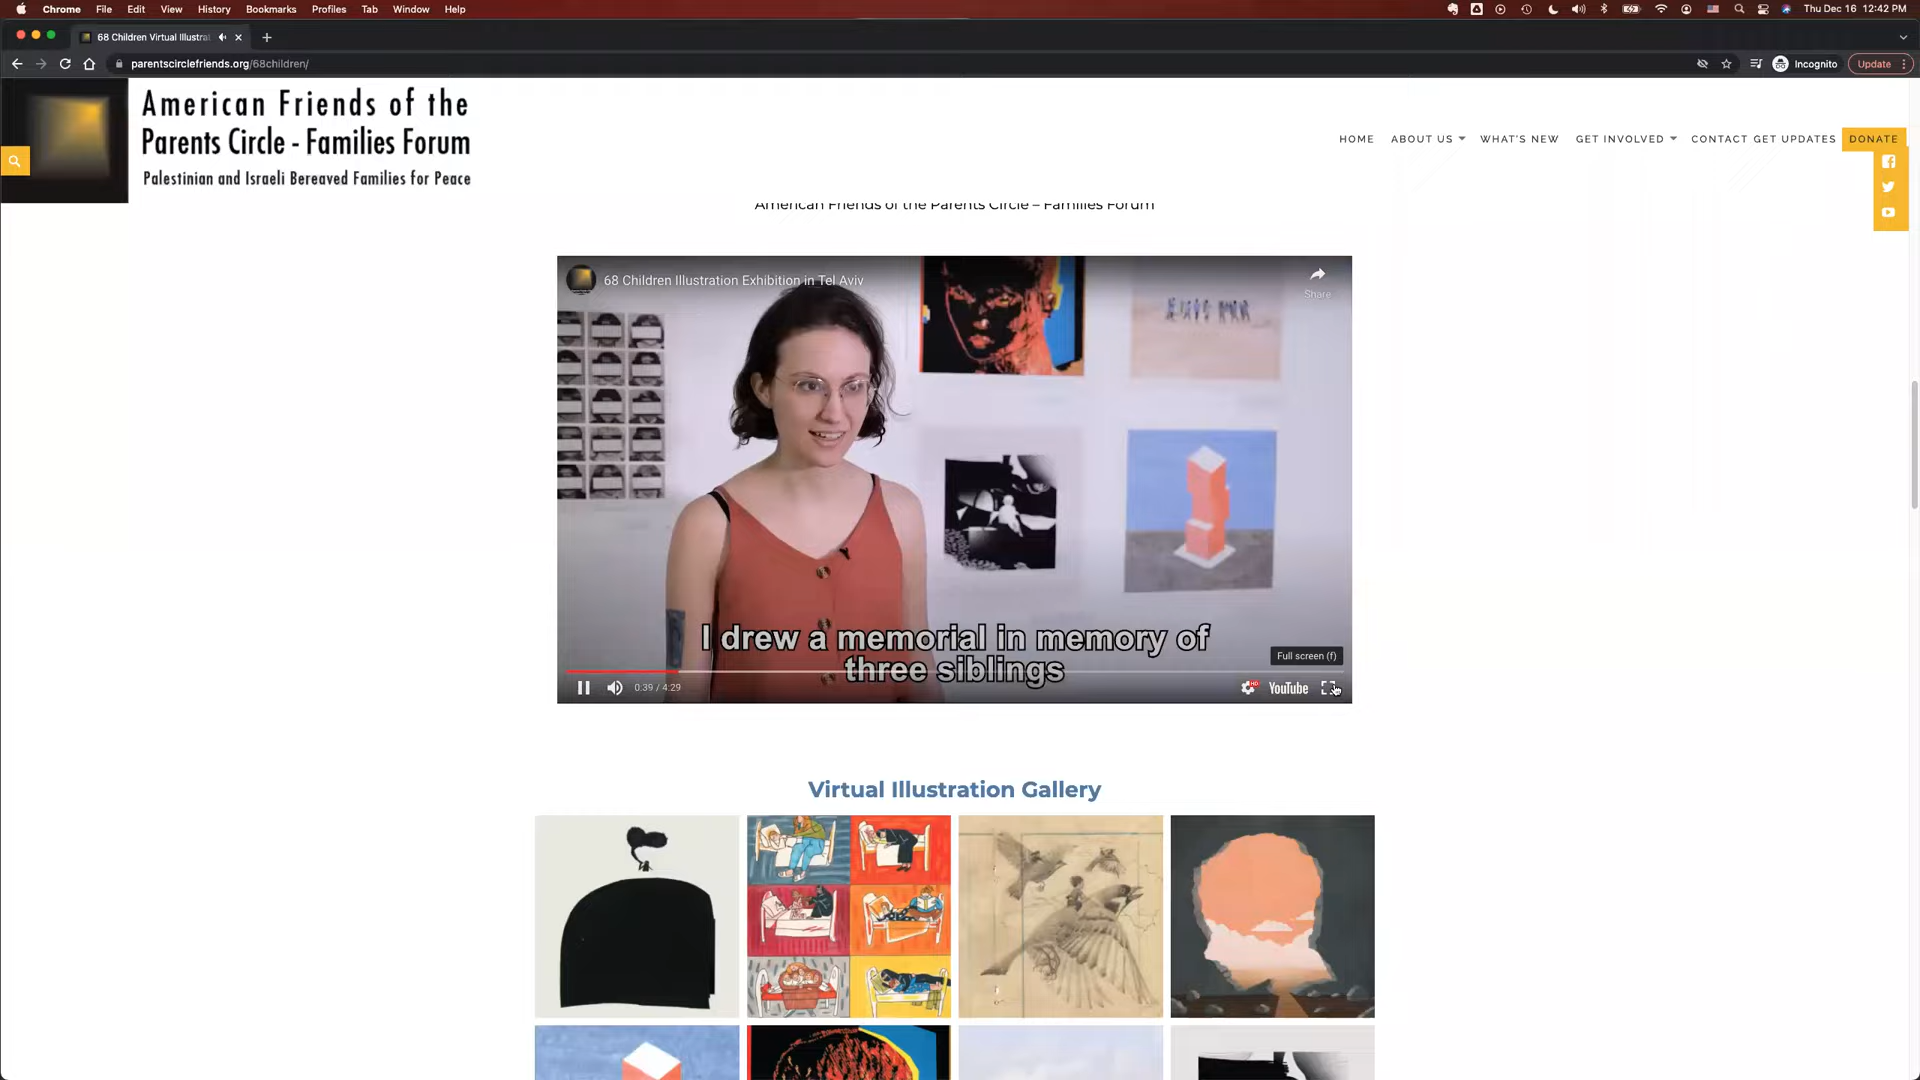 Chrome File Edit View History Bookmarks Profiles Tab Window Help Thu Dec 16 12:42 PM
68 Children Virtual Illustra
parentscirclefriends.org/68children/ Incognito Update
American Friends of the
Parents Circle - Families Forum
Palestinian and Israeli Bereaved Families for Peace
HOME ABOUT US WHAT'S NEW GET INVOLVED CONTACT GET UPDATES DONATE
American Friends of the Parents Circle – Families Forum
68 Children Illustration Exhibition in Tel Aviv
Share
I drew a memorial in memory of
three siblings
Full screen (f)
0:39 / 4:29 HD YouTube
Virtual Illustration Gallery